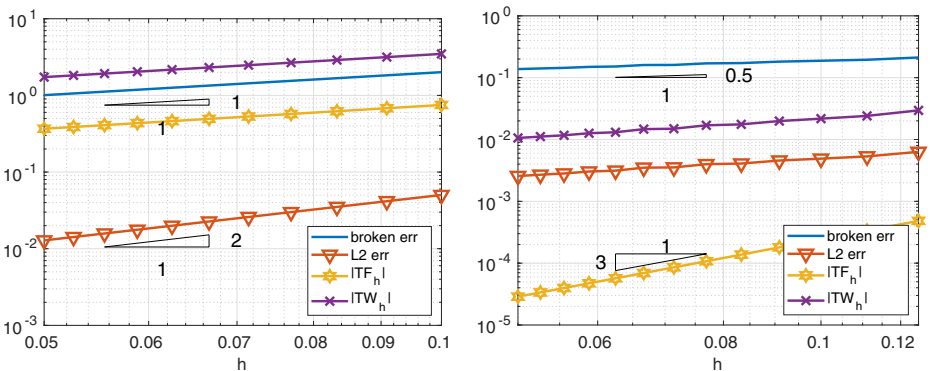 10^1
10^0
10^-1
10^-2
10^-3
0.05 0.06 0.07 0.08 0.09 0.1
h
1
1
2
1
broken err
L2 err
|TF_h|
|TW_h|
10^0
10^-1
10^-2
10^-3
10^-4
10^-5
0.06 0.08 0.1 0.12
h
0.5
1
1
3
broken err
L2 err
|TF_h|
|TW_h|